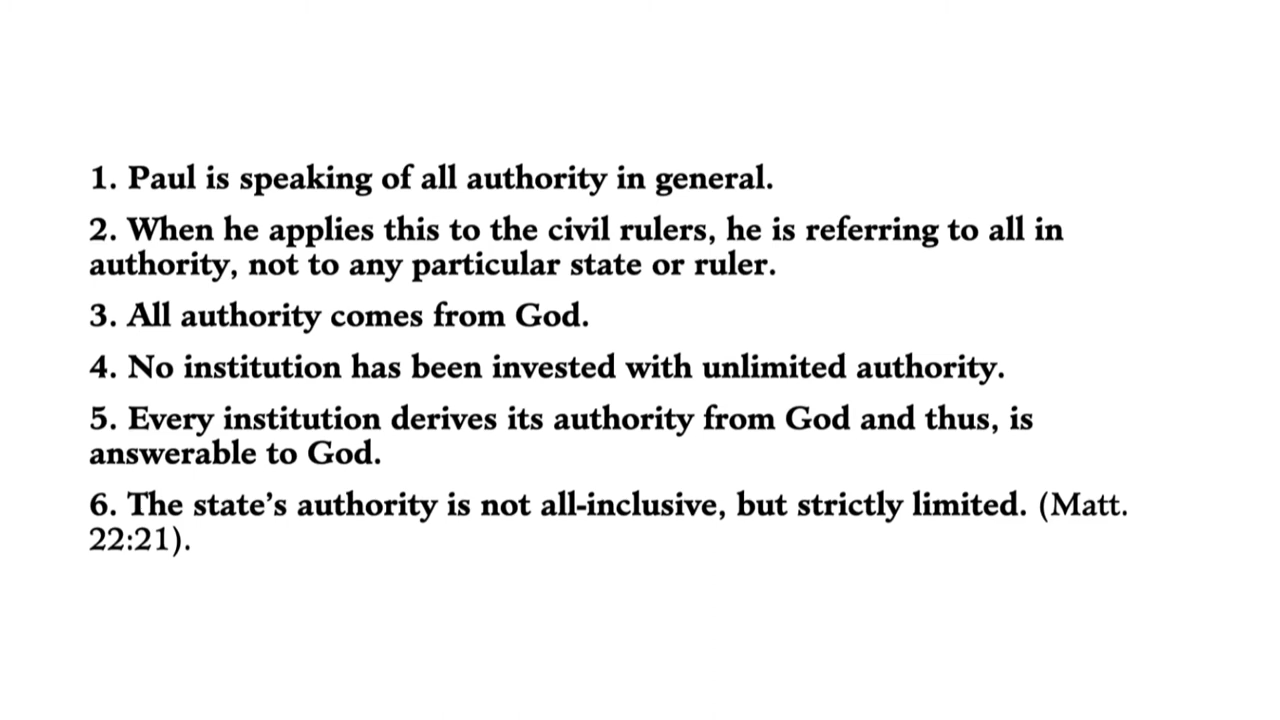 1. Paul is speaking of all authority in general.
2. When he applies this to the civil rulers, he is referring to all in
authority, not to any particular state or ruler.
3. All authority comes from God.
4. No institution has been invested with unlimited authority.
5. Every institution derives its authority from God and thus, is
answerable to God.
6. The state’s authority is not all-inclusive, but strictly limited. (Matt.
22:21).